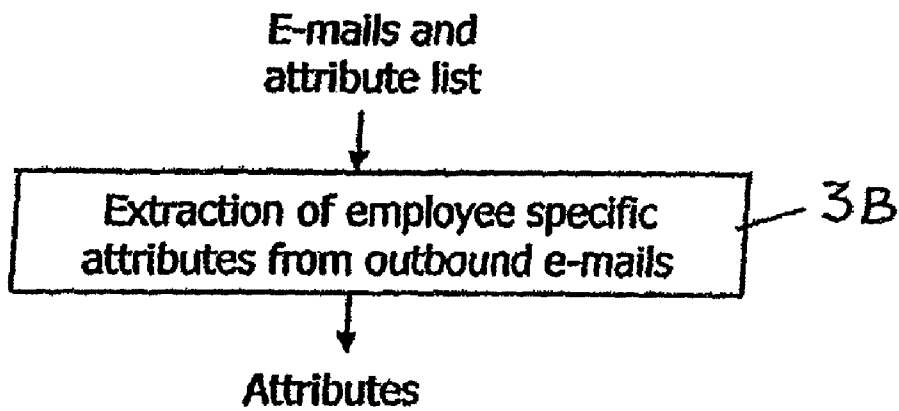 E-mails and
attribute list
Extraction of employee specific
attributes from outbound e-mails
3B
Attributes